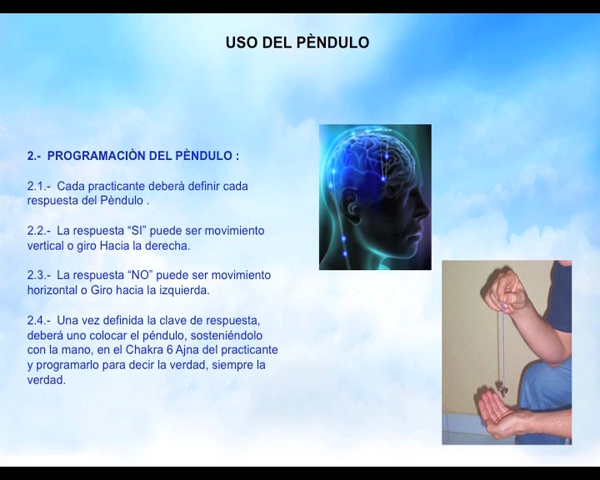 USO DEL PÈNDULO
2.- PROGRAMACIÒN DEL PÈNDULO :
2.1.- Cada practicante deberà definir cada
respuesta del Pèndulo .
2.2.- La respuesta “SI” puede ser movimiento
vertical o giro Hacia la derecha.
2.3.- La respuesta “NO” puede ser movimiento
horizontal o Giro hacia la izquierda.
2.4.- Una vez definida la clave de respuesta,
deberá uno colocar el péndulo, sosteniéndolo
con la mano, en el Chakra 6 Ajna del practicante
y programarlo para decir la verdad, siempre la
verdad.